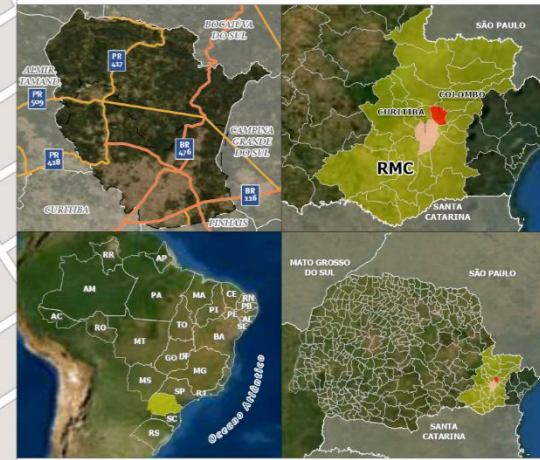 BOCAIÚVA
DO SUL
PR
417
ALMIR.
TAMAND.
PR
509
CAMPINA
GRANDE
DO SUL
BR
476
PR
418
BR
116
CURITIBA
PINHAIS
SÃO PAULO
COLOMBO
CURITIBA
RMC
SANTA
CATARINA
RR
AP
AM
PA
MA
CE
RN
PB
PE
AL
SE
PI
AC
RO
TO
BA
MT
GO
DF
MG
MS
SP
RJ
SC
RS
Oceano Atlântico
MATO GROSSO
DO SUL
SÃO PAULO
SANTA
CATARINA